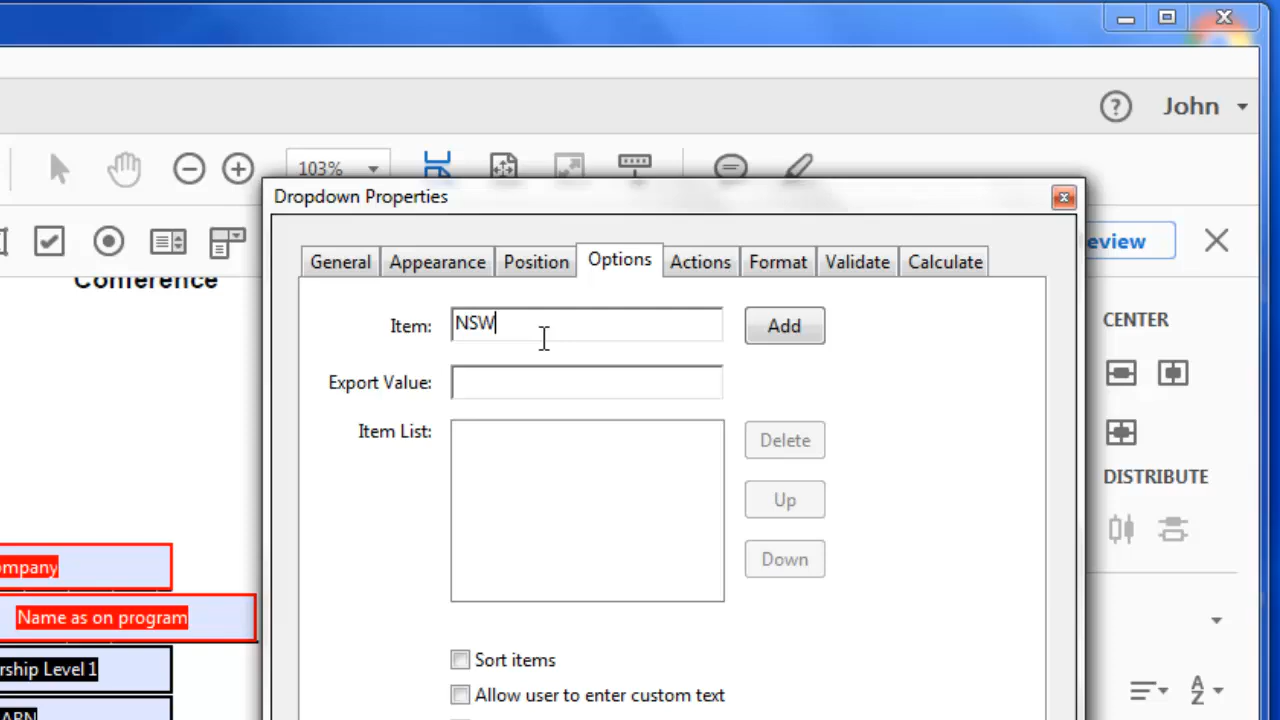 John
103%
Dropdown Properties
eview
General Appearance Position Options Actions Format Validate Calculate
Conference
Item: NSW Add
CENTER
Export Value:
Item List:
Delete
DISTRIBUTE
Up
Down
ompany
Name as on program
Sort items
rship Level 1
Allow user to enter custom text
ABN